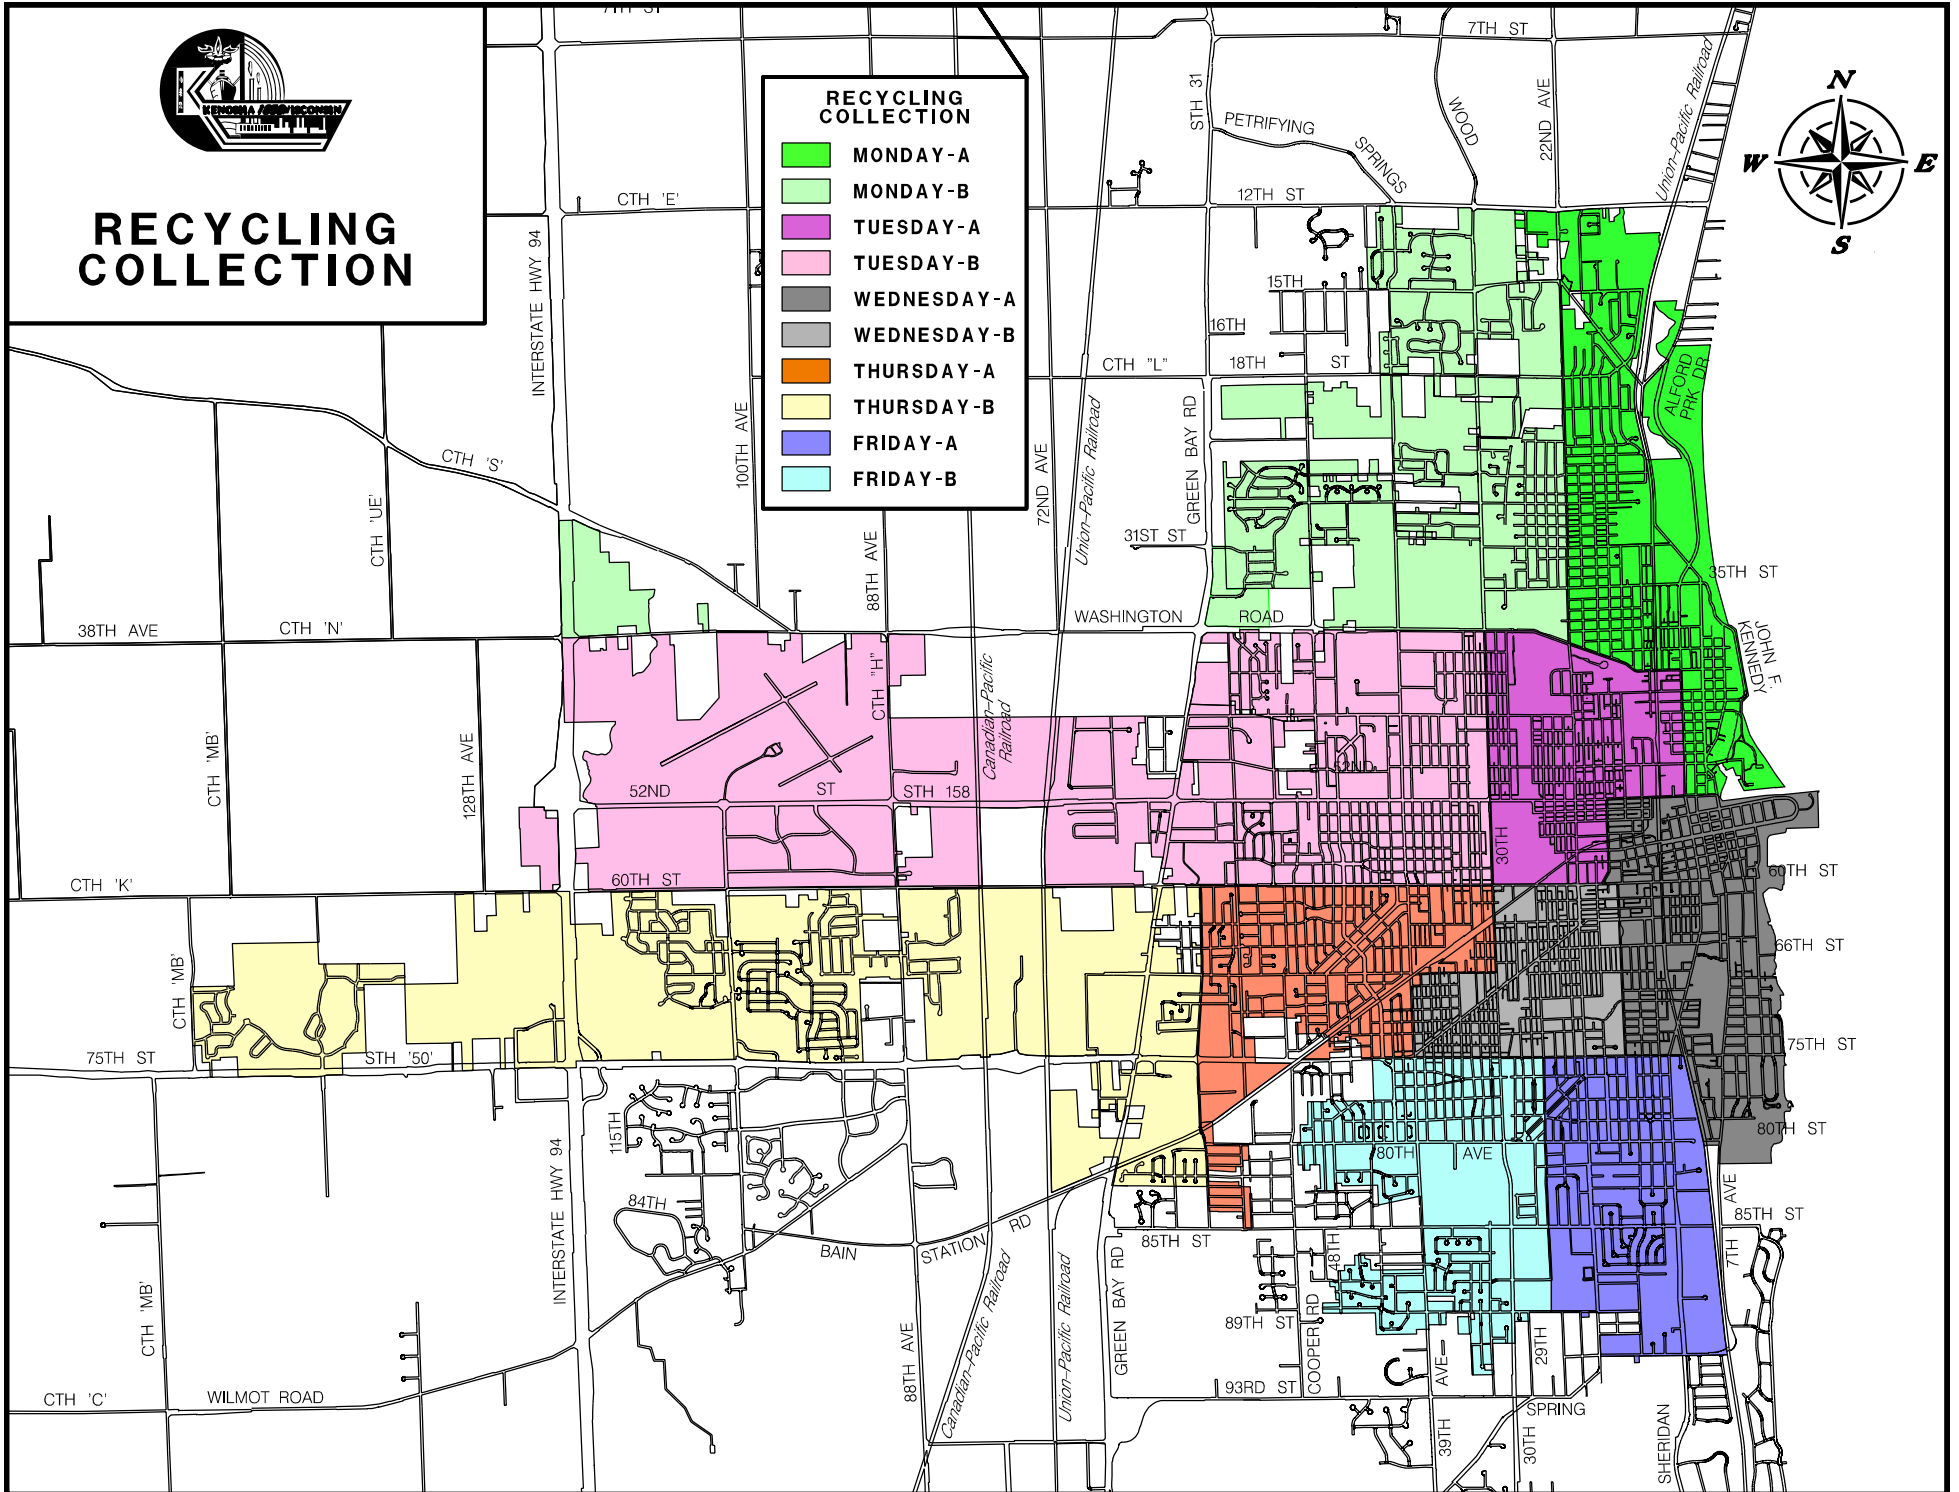 KENOSHA
WISCONSIN
RECYCLING
COLLECTION
RECYCLING
COLLECTION
MONDAY-A
MONDAY-B
TUESDAY-A
TUESDAY-B
WEDNESDAY-A
WEDNESDAY-B
THURSDAY-A
THURSDAY-B
FRIDAY-A
FRIDAY-B
N
W
E
S
7TH ST
7TH ST
STH 31
PETRIFYING
SPRINGS
WOOD
22ND AVE
Union-Pacific Railroad
CTH 'E'
12TH ST
INTERSTATE HWY 94
15TH
16TH
CTH "L"
18TH
ST
ALFORD
PRK DR.
100TH AVE
72ND AVE
Union-Pacific Railroad
GREEN BAY RD
CTH 'S'
CTH 'UE'
88TH AVE
31ST ST
35TH ST
38TH AVE
CTH 'N'
WASHINGTON
ROAD
JOHN F.
KENNEDY
CTH "H"
Canadian-Pacific
Railroad
CTH 'MB'
128TH AVE
52ND
ST
STH 158
52ND
30TH
CTH 'K'
60TH ST
60TH ST
66TH ST
CTH 'MB'
75TH ST
STH '50'
75TH ST
80TH ST
80TH
AVE
115TH
84TH
INTERSTATE HWY 94
BAIN
STATION
RD
85TH ST
85TH ST
7TH
AVE
48TH
CTH 'MB'
88TH AVE
Canadian-Pacific Railroad
Union-Pacific Railroad
GREEN BAY RD
89TH ST
COOPER
RD
29TH
AVE
39TH
93RD ST
CTH 'C'
WILMOT ROAD
SPRING
30TH
SHERIDAN